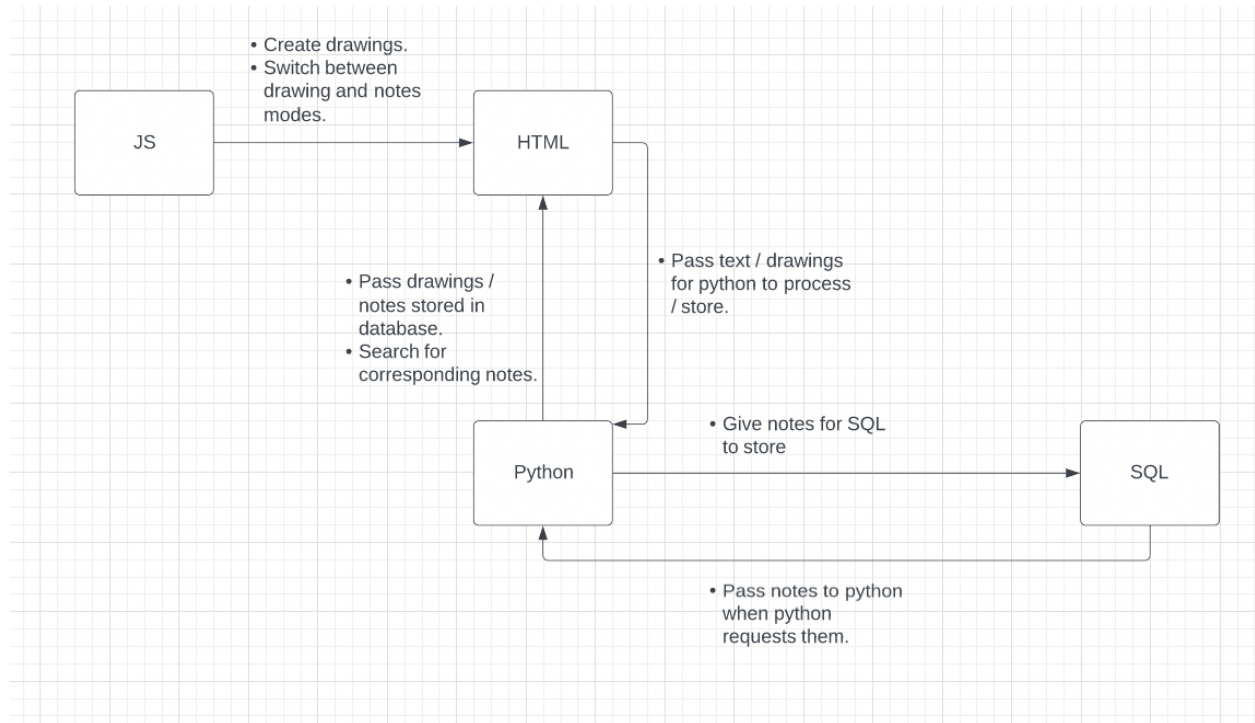 • Create drawings.
• Switch between
drawing and notes
modes.
JS
HTML
• Pass drawings /
notes stored in
database.
• Search for
corresponding notes.
• Pass text / drawings
for python to process
/ store.
Python
• Give notes for SQL
to store
SQL
• Pass notes to python
when python
requests them.